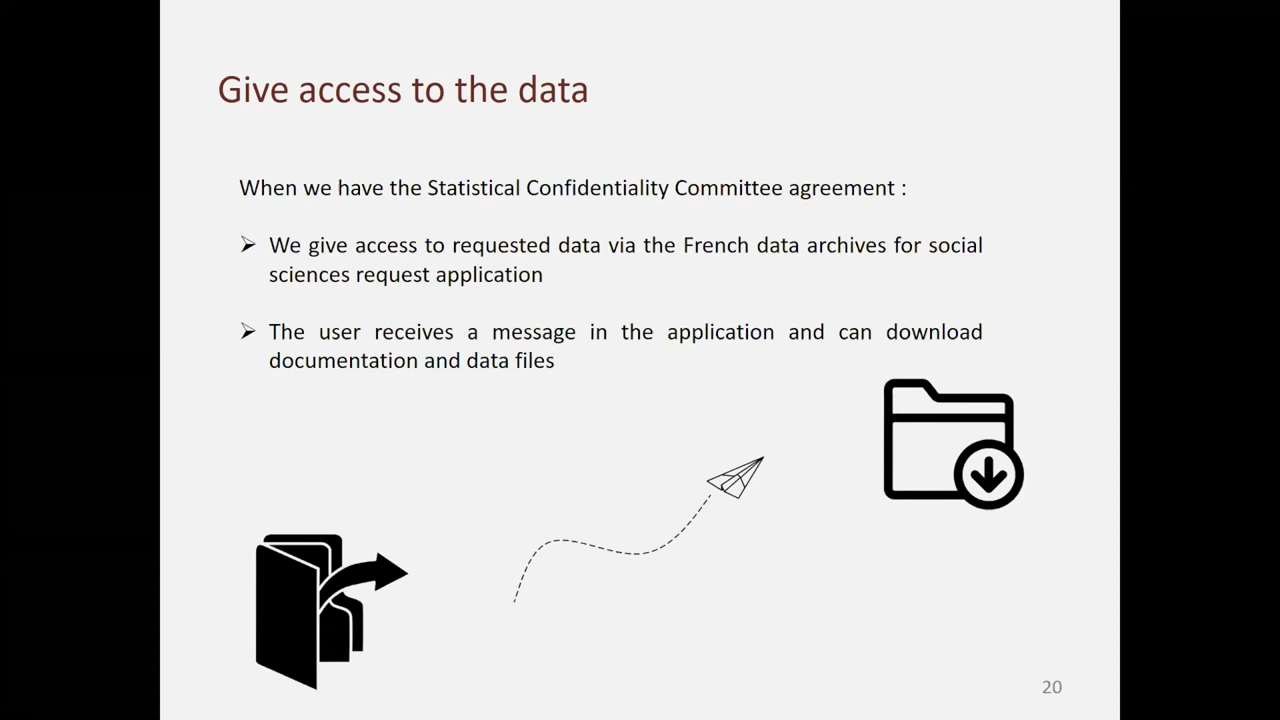 Give access to the data
When we have the Statistical Confidentiality Committee agreement :
We give access to requested data via the French data archives for social
sciences request application
The user receives a message in the application and can download
documentation and data files
20